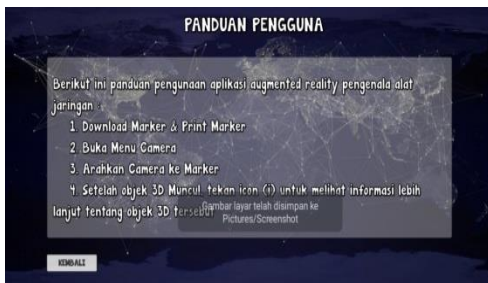 PANDUAN PENGGUNA
Berikut ini panduan pengunaan aplikasi augmented reality pengenala alat
jaringan :
1. Download Marker & Print Marker
2. Buka Menu Camera
3. Arahkan Camera ke Marker
4. Setelah objek 3D Muncul, tekan icon (i) untuk melihat informasi lebih
lanjut tentang objek 3D tersebut
Gambar layar telah disimpan ke
Pictures/Screenshot
KEMBALI